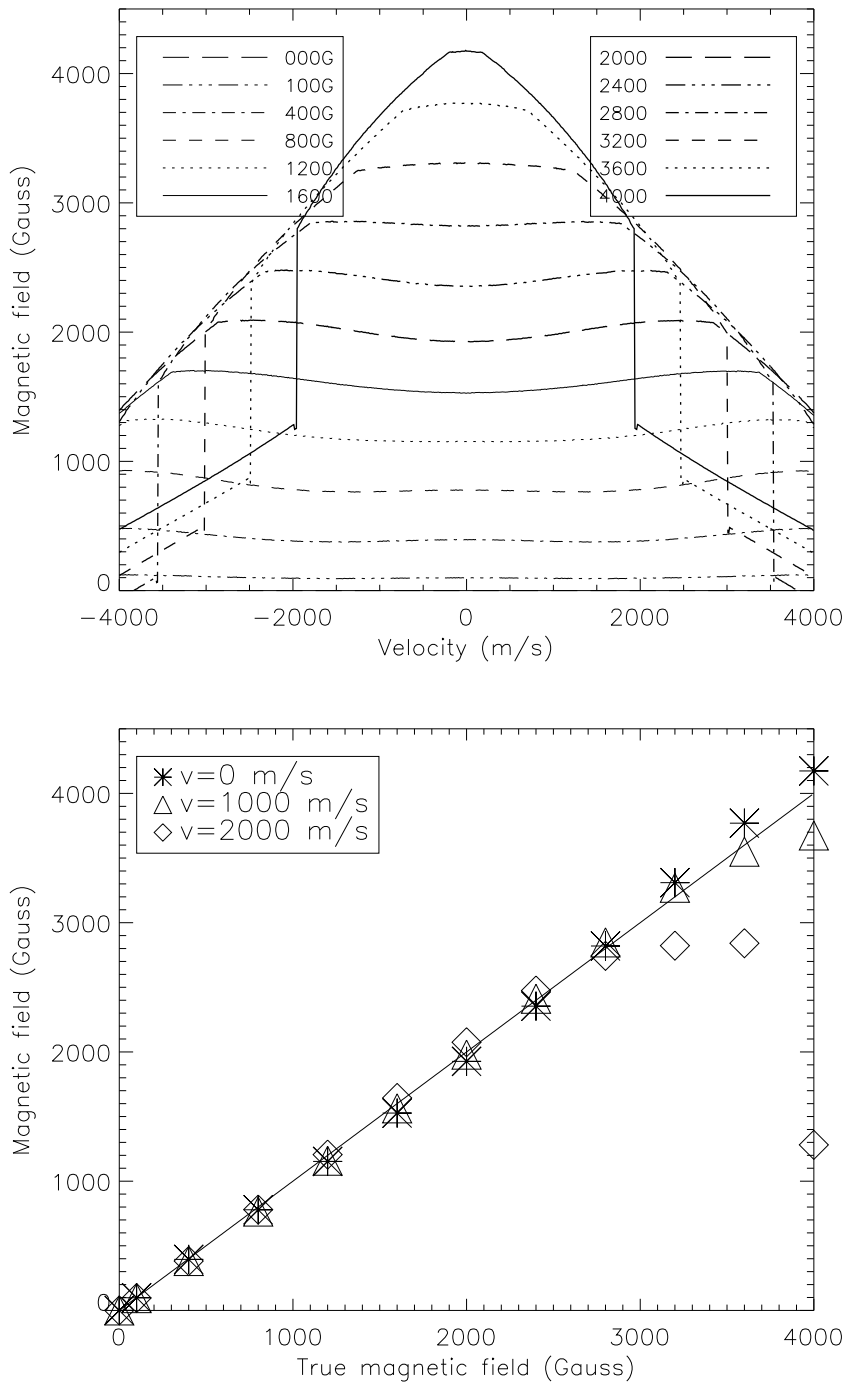 4000
3000
2000
1000
0
Magnetic field (Gauss)
000G
100G
400G
800G
1200
1600
2000
2400
2800
3200
3600
4000
−4000 −2000 0 2000 4000
Velocity (m/s)
4000
3000
2000
1000
0
Magnetic field (Gauss)
v=0 m/s
v=1000 m/s
v=2000 m/s
0 1000 2000 3000 4000
True magnetic field (Gauss)